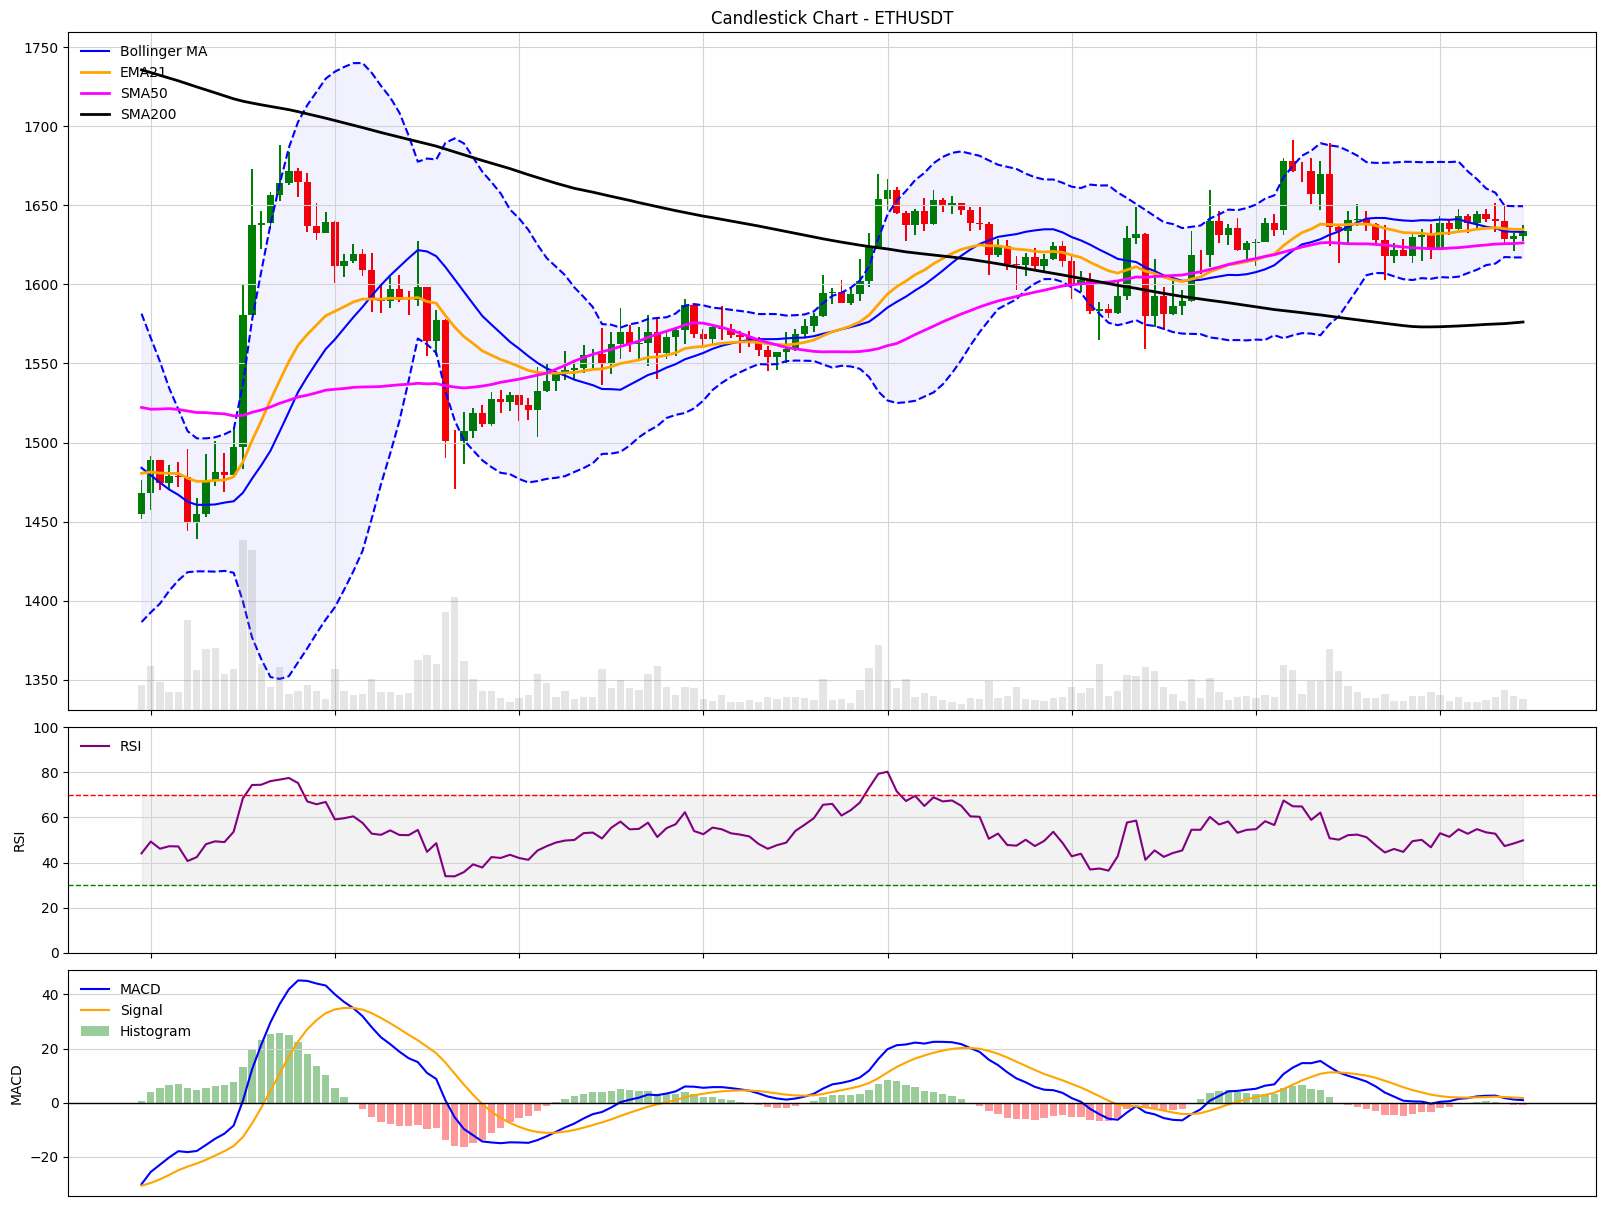 Candlestick Chart - ETHUSDT
Bollinger MA
EMA21
SMA50
SMA200
1750
1700
1650
1600
1550
1500
1450
1400
1350
RSI
RSI
100
80
60
40
20
0
MACD
Signal
Histogram
MACD
40
20
0
−20